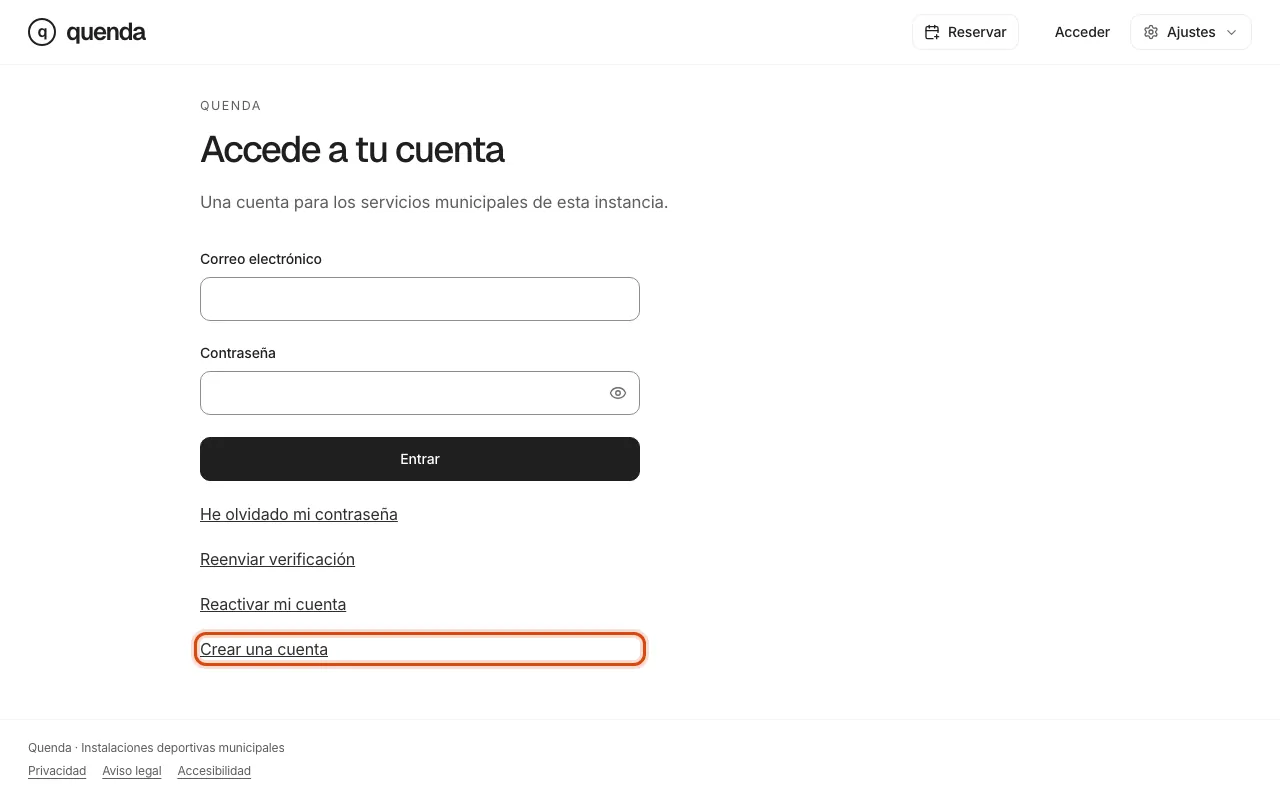 q quenda
Reservar
Acceder
Ajustes
QUENDA
Accede a tu cuenta
Una cuenta para los servicios municipales de esta instancia.
Correo electrónico
Contraseña
Entrar
He olvidado mi contraseña
Reenviar verificación
Reactivar mi cuenta
Crear una cuenta
Quenda · Instalaciones deportivas municipales
Privacidad Aviso legal Accesibilidad